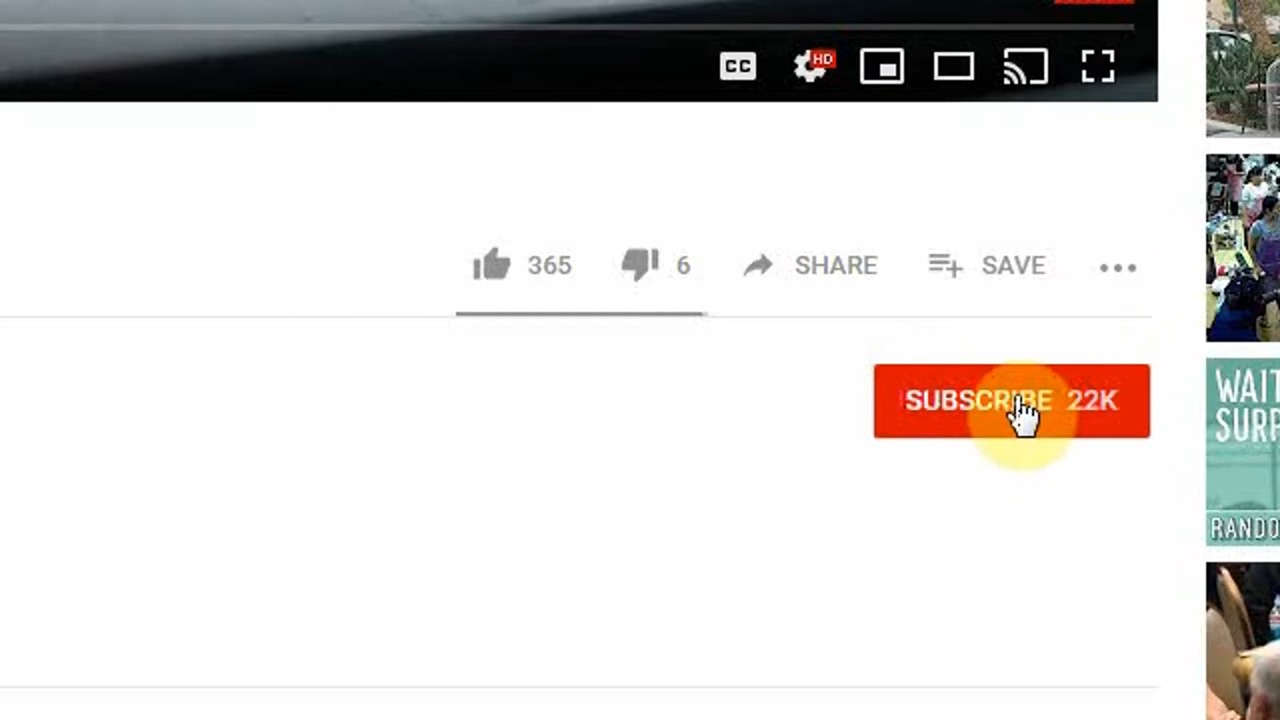 CC HD
365 6 SHARE SAVE
SUBSCRIBE 22K
WAIT
SURP
RANDO